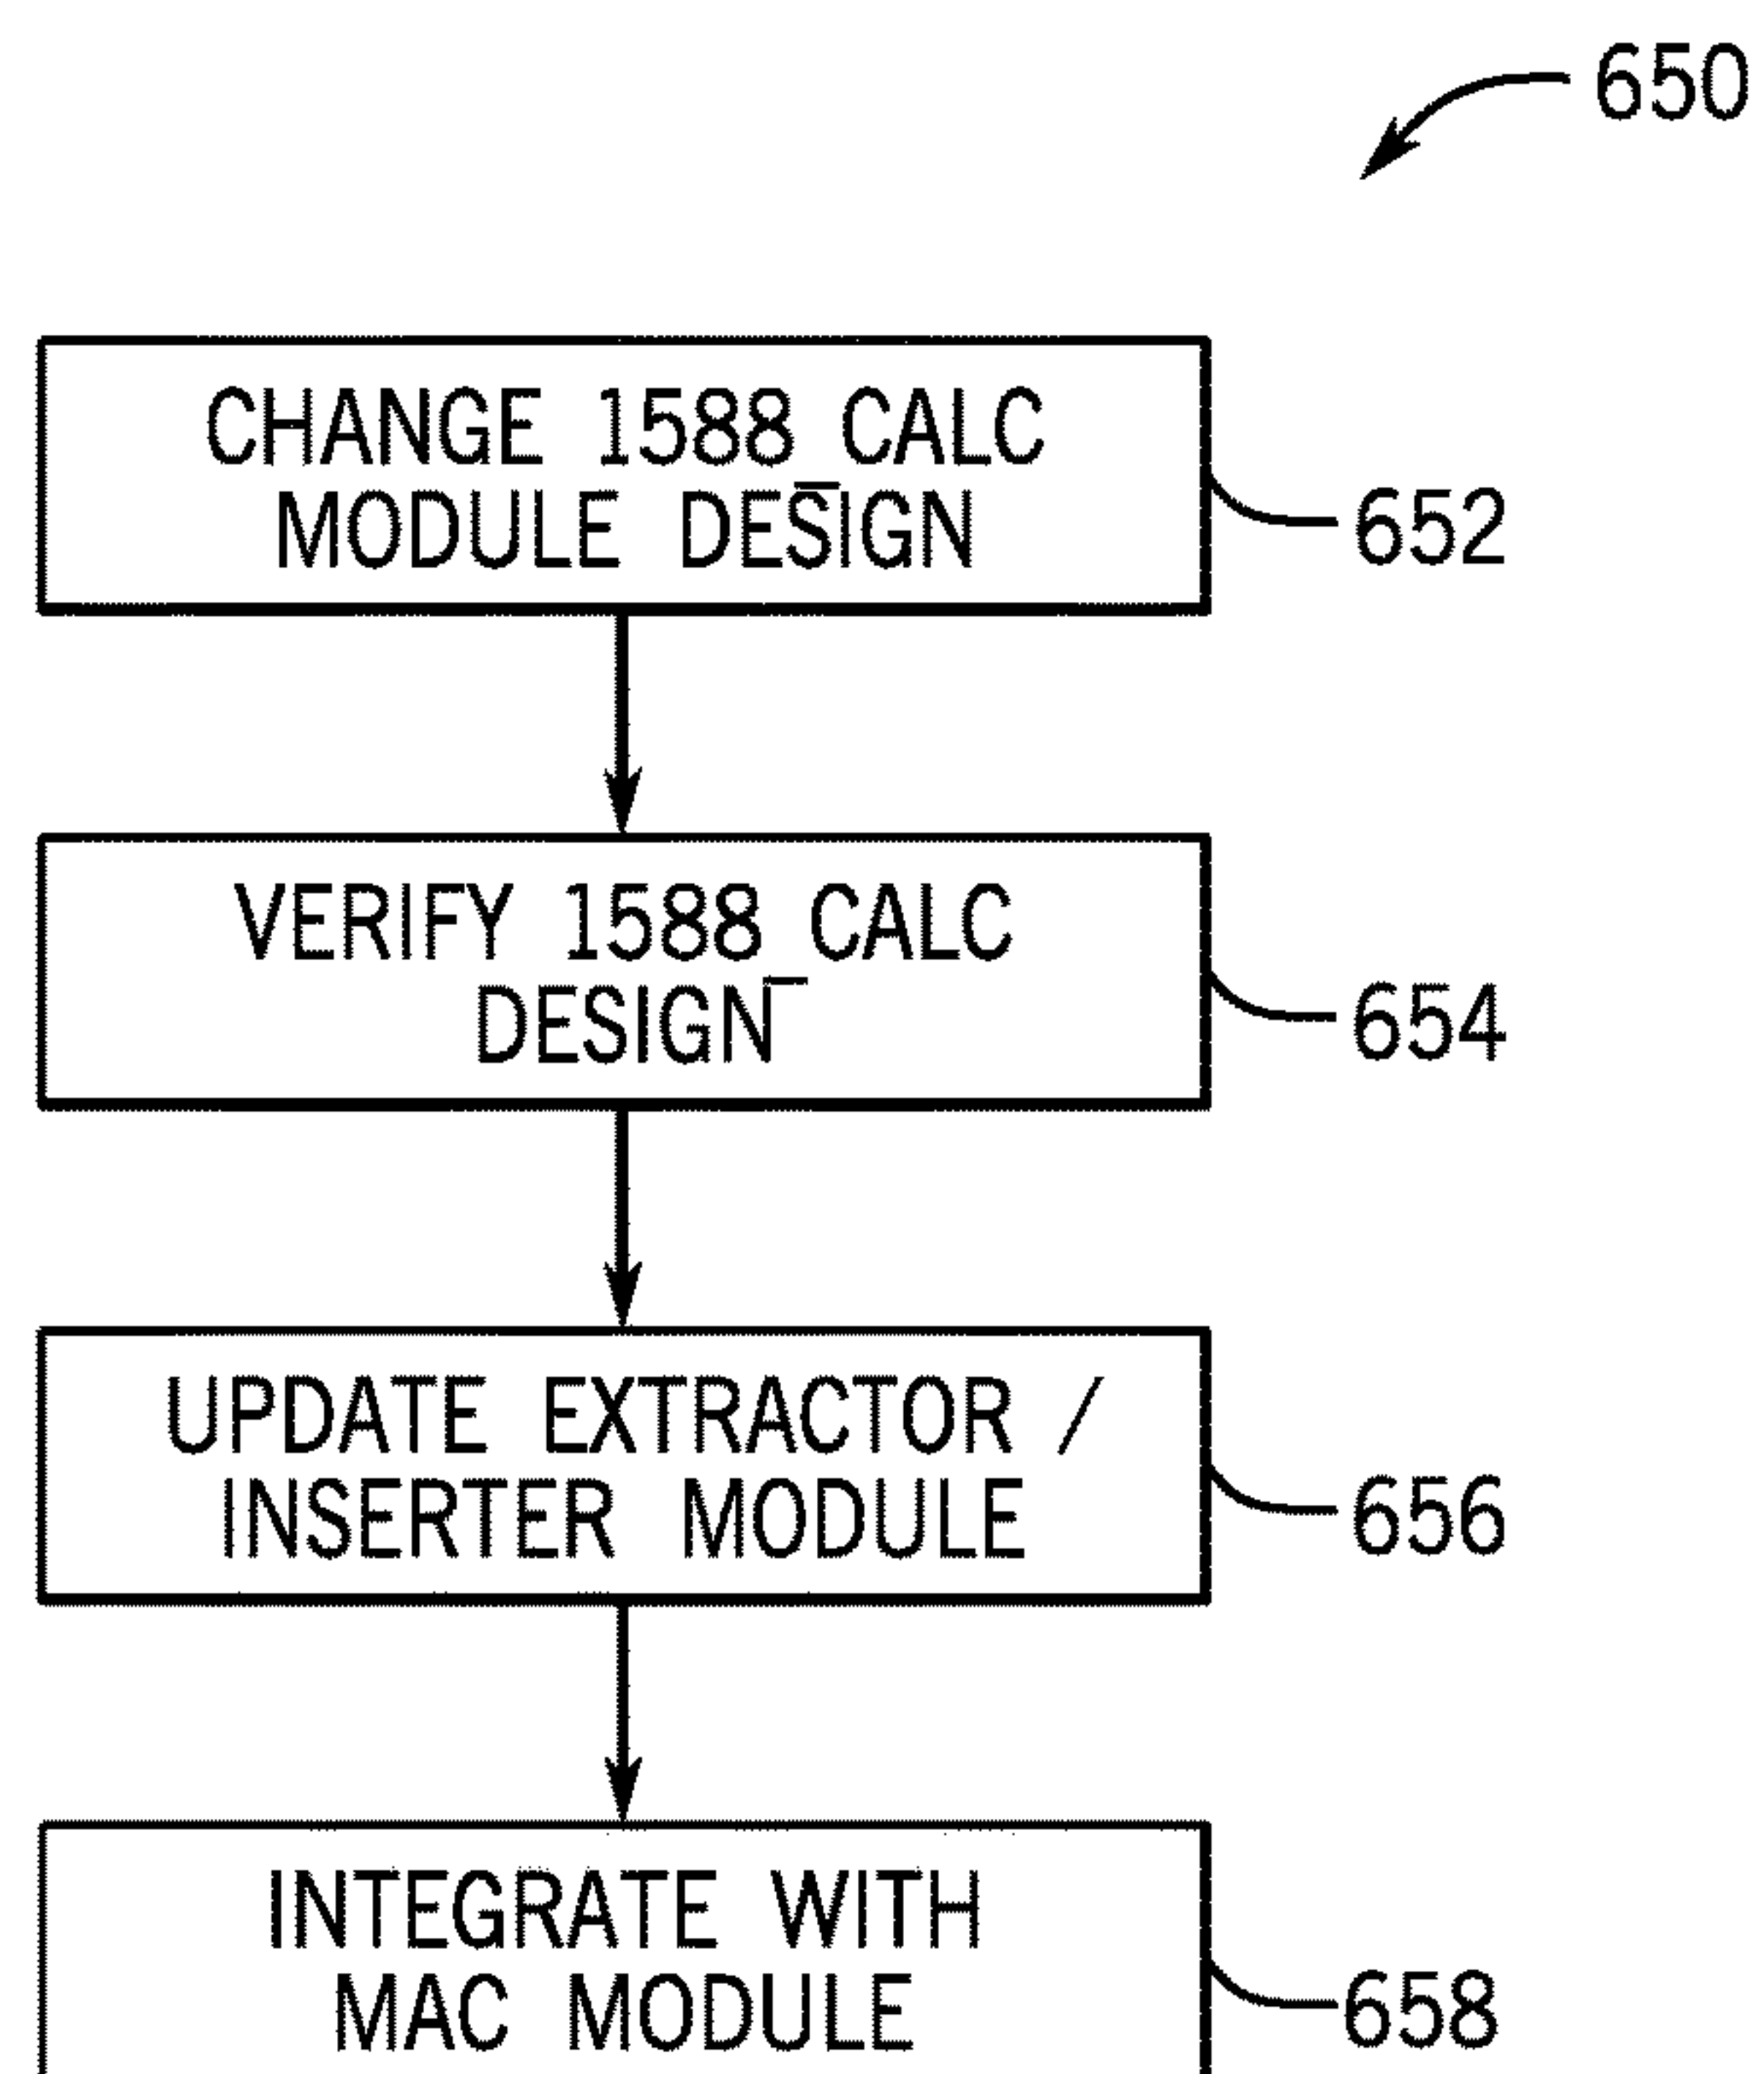 650
CHANGE 1588_CALC
MODULE DESIGN
652
VERIFY 1588_CALC
DESIGN
654
UPDATE EXTRACTOR /
INSERTER MODULE
656
INTEGRATE WITH
MAC MODULE
658